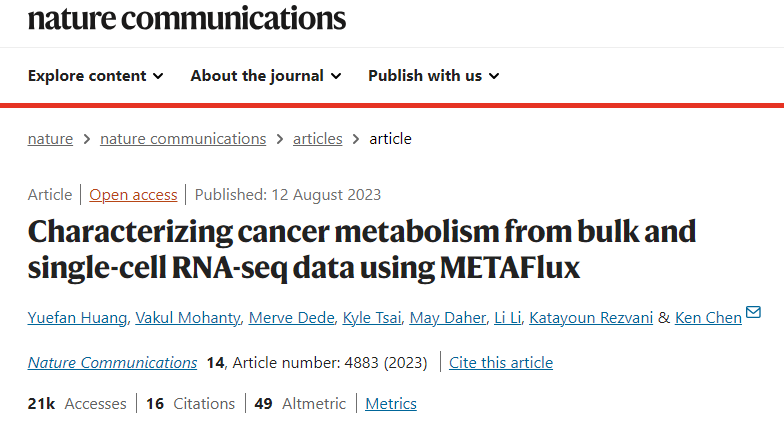 nature communications
Explore content About the journal Publish with us
nature > nature communications > articles > article
Article | Open access | Published: 12 August 2023
Characterizing cancer metabolism from bulk and
single-cell RNA-seq data using METAFlux
Yuefan Huang, Vakul Mohanty, Merve Dede, Kyle Tsai, May Daher, Li Li, Katayoun Rezvani & Ken Chen
Nature Communications 14, Article number: 4883 (2023) | Cite this article
21k Accesses | 16 Citations | 49 Altmetric | Metrics